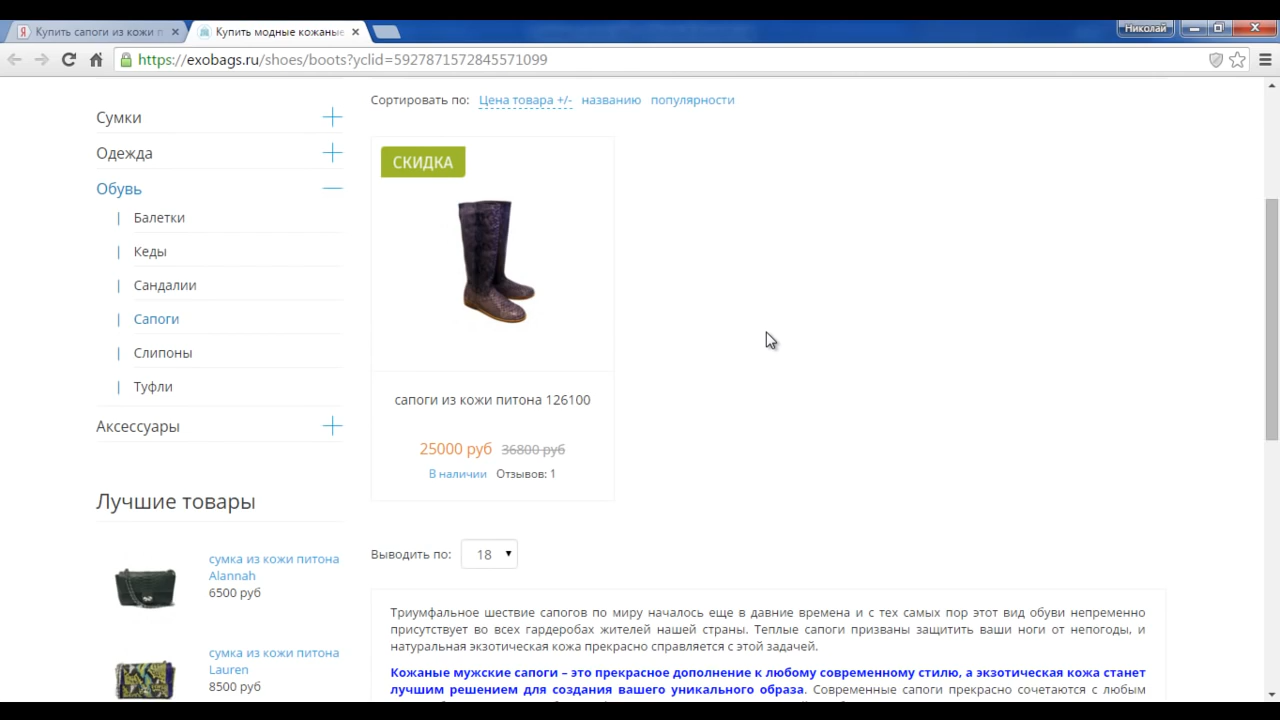 Купить сапоги из кожи п
Купить модные кожаные
Николай
https://exobags.ru/shoes/boots?yclid=5927871572845571099
Сортировать по: Цена товара +/- названию популярности
Сумки
Одежда
Обувь
Балетки
Кеды
Сандалии
Сапоги
Слипоны
Туфли
Аксессуары
Лучшие товары
сумка из кожи питона
Alannah
6500 руб
сумка из кожи питона
Lauren
8500 руб
СКИДКА
сапоги из кожи питона 126100
25000 руб 36800 руб
В наличии Отзывов: 1
Выводить по: 18
Триумфальное шествие сапогов по миру началось еще в давние времена и с тех самых пор этот вид обуви непременно
присутствует во всех гардеробах жителей нашей страны. Теплые сапоги призваны защитить ваши ноги от непогоды, и
натуральная экзотическая кожа прекрасно справляется с этой задачей.
Кожаные мужские сапоги – это прекрасное дополнение к любому современному стилю, а экзотическая кожа станет
лучшим решением для создания вашего уникального образа. Современные сапоги прекрасно сочетаются с любым